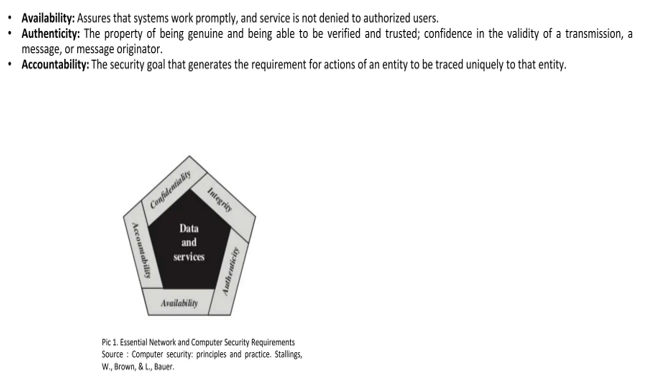 • Availability: Assures that systems work promptly, and service is not denied to authorized users.
• Authenticity: The property of being genuine and being able to be verified and trusted; confidence in the validity of a transmission, a
message, or message originator.
• Accountability: The security goal that generates the requirement for actions of an entity to be traced uniquely to that entity.
Confidentiality
Integrity
Accountability
Data
and
services
Authenticity
Availability
Pic 1. Essential Network and Computer Security Requirements
Source : Computer security: principles and practice. Stallings,
W., Brown, & L., Bauer.